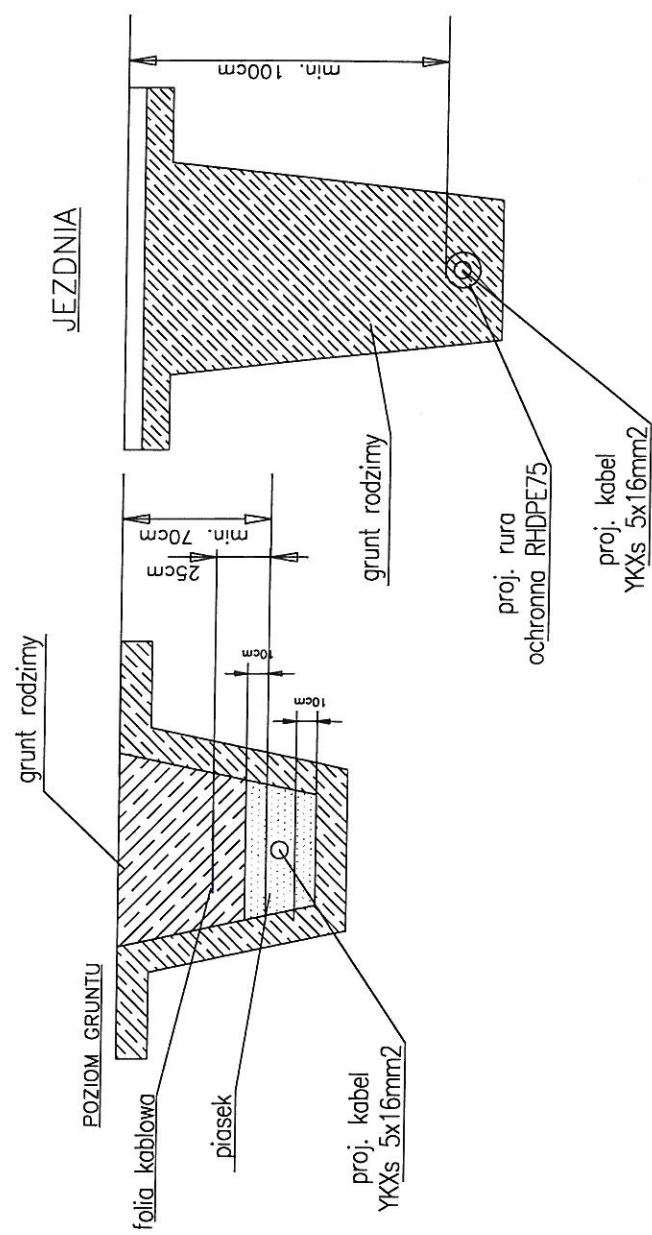 POZIOM GRUNTU
grunt rodzimy
folia kablowa
piasek
proj. kabel
YKXs 5x16mm2
10cm
10cm
25cm
min. 70cm
JEZDNIA
min. 100cm
grunt rodzimy
proj. rura
ochronna RHDPE75
proj. kabel
YKXs 5x16mm2